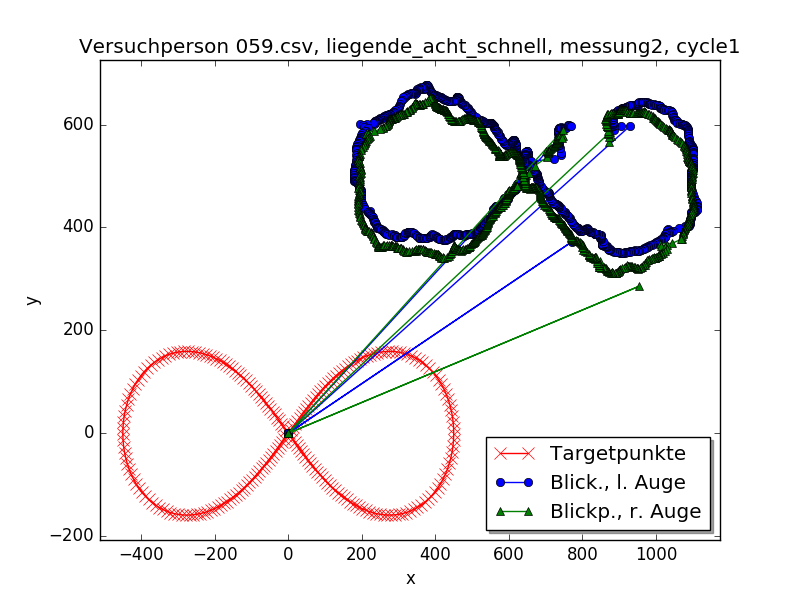 Versuchperson 059.csv, liegende_acht_schnell, messung2, cycle1
y
600
400
200
0
−200
−400
−200
0
200
400
600
800
1000
x
Targetpunkte
Blick., l. Auge
Blickp., r. Auge